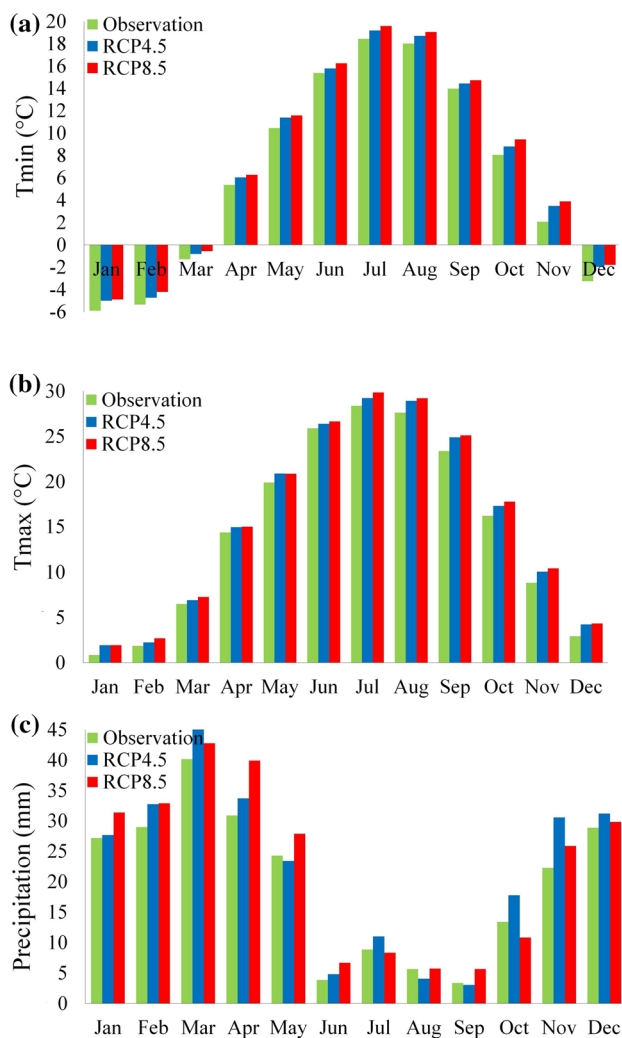 (a)
Tmin (°C)
20
18
16
14
12
10
8
6
4
2
0
-2
-4
-6
Observation
RCP4.5
RCP8.5
Jan Feb Mar Apr May Jun Jul Aug Sep Oct Nov Dec
(b)
Tmax (°C)
30
25
20
15
10
5
0
Observation
RCP4.5
RCP8.5
Jan Feb Mar Apr May Jun Jul Aug Sep Oct Nov Dec
(c)
Precipitation (mm)
45
40
35
30
25
20
15
10
5
0
Observation
RCP4.5
RCP8.5
Jan Feb Mar Apr May Jun Jul Aug Sep Oct Nov Dec